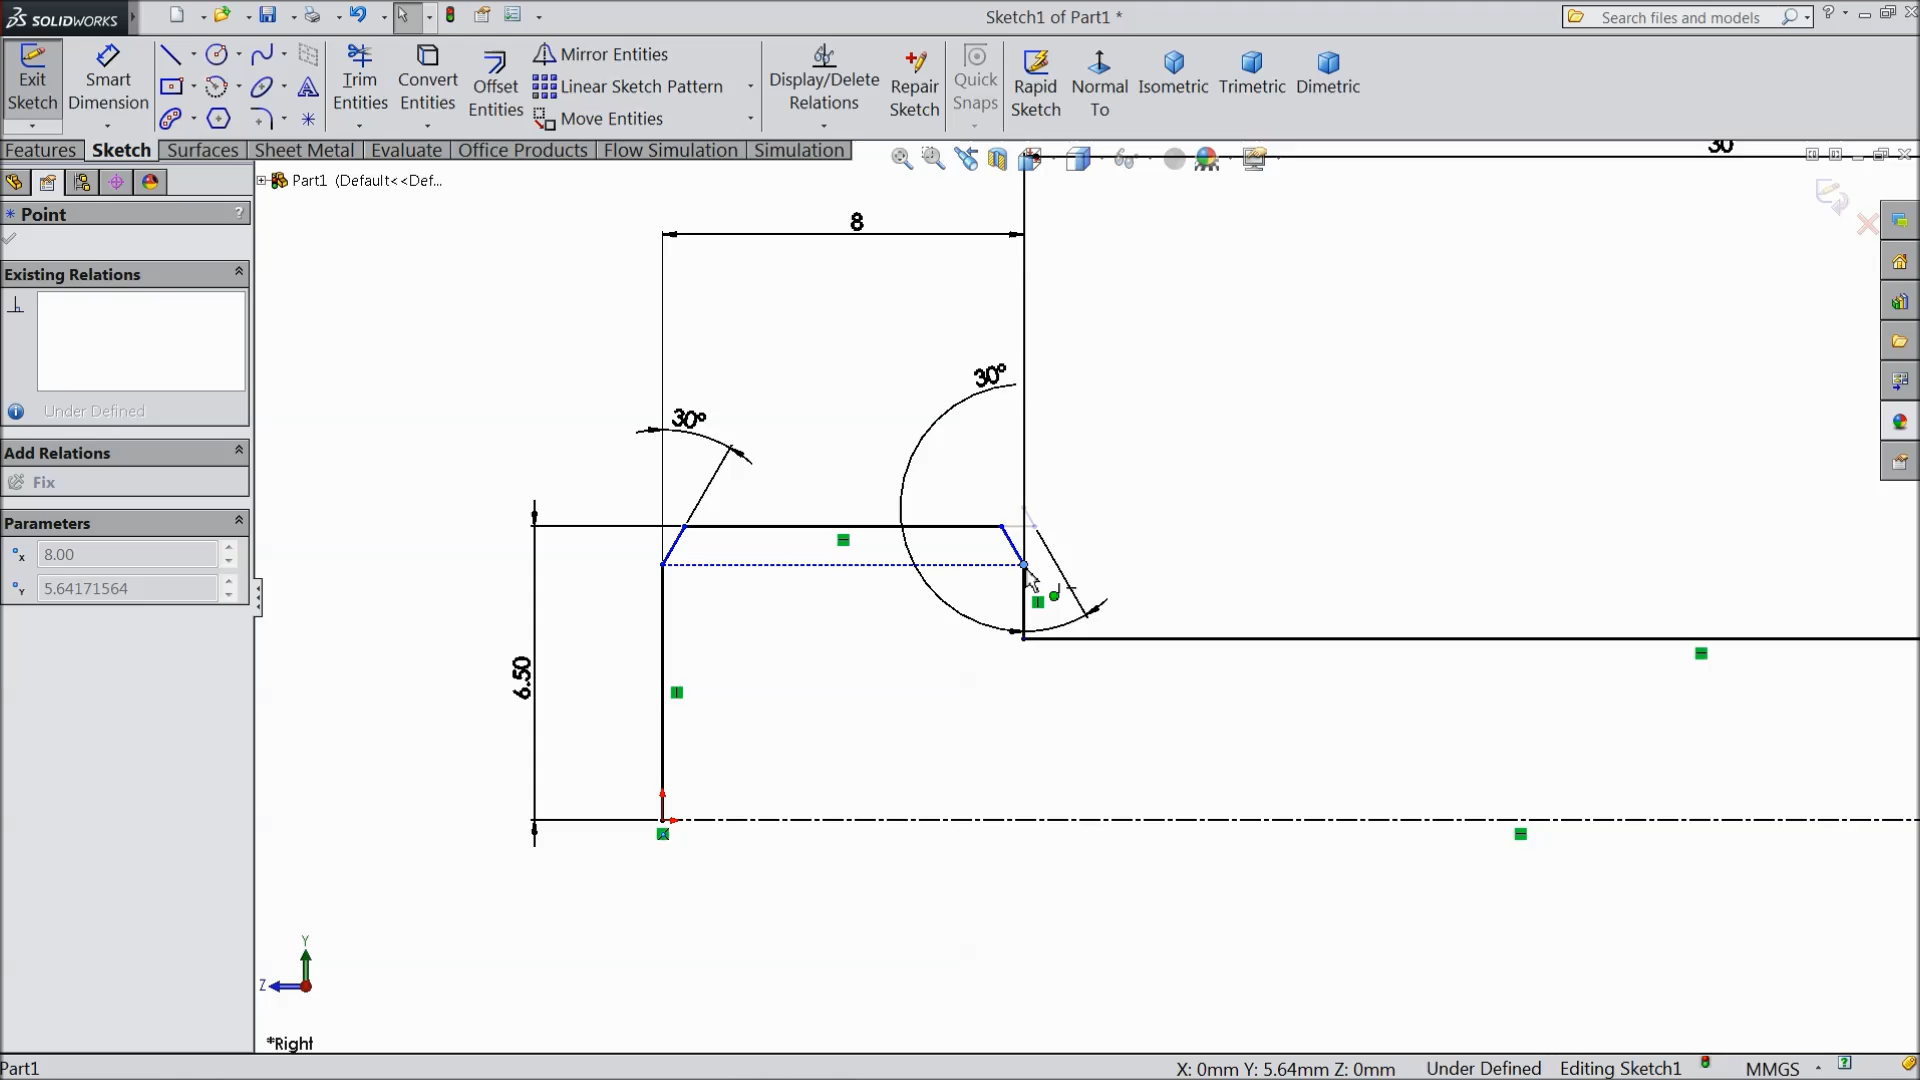 SOLIDWORKS
Sketch1 of Part1 *
Search files and models
Exit Sketch
Smart Dimension
Trim Entities
Convert Entities
Offset Entities
Mirror Entities
Linear Sketch Pattern
Move Entities
Display/Delete Relations
Repair Sketch
Quick Snaps
Rapid Sketch
Normal To
Isometric
Trimetric
Dimetric
Features
Sketch
Surfaces
Sheet Metal
Evaluate
Office Products
Flow Simulation
Simulation
30
Part1 (Default<<Def...
Point
?
Existing Relations
Under Defined
Add Relations
Fix
Parameters
x 8.00
Y 5.64171564
8
30°
30°
6.50
Y
Z
*Right
Part1
X: 0mm Y: 5.64mm Z: 0mm
Under Defined
Editing Sketch1
MMGS